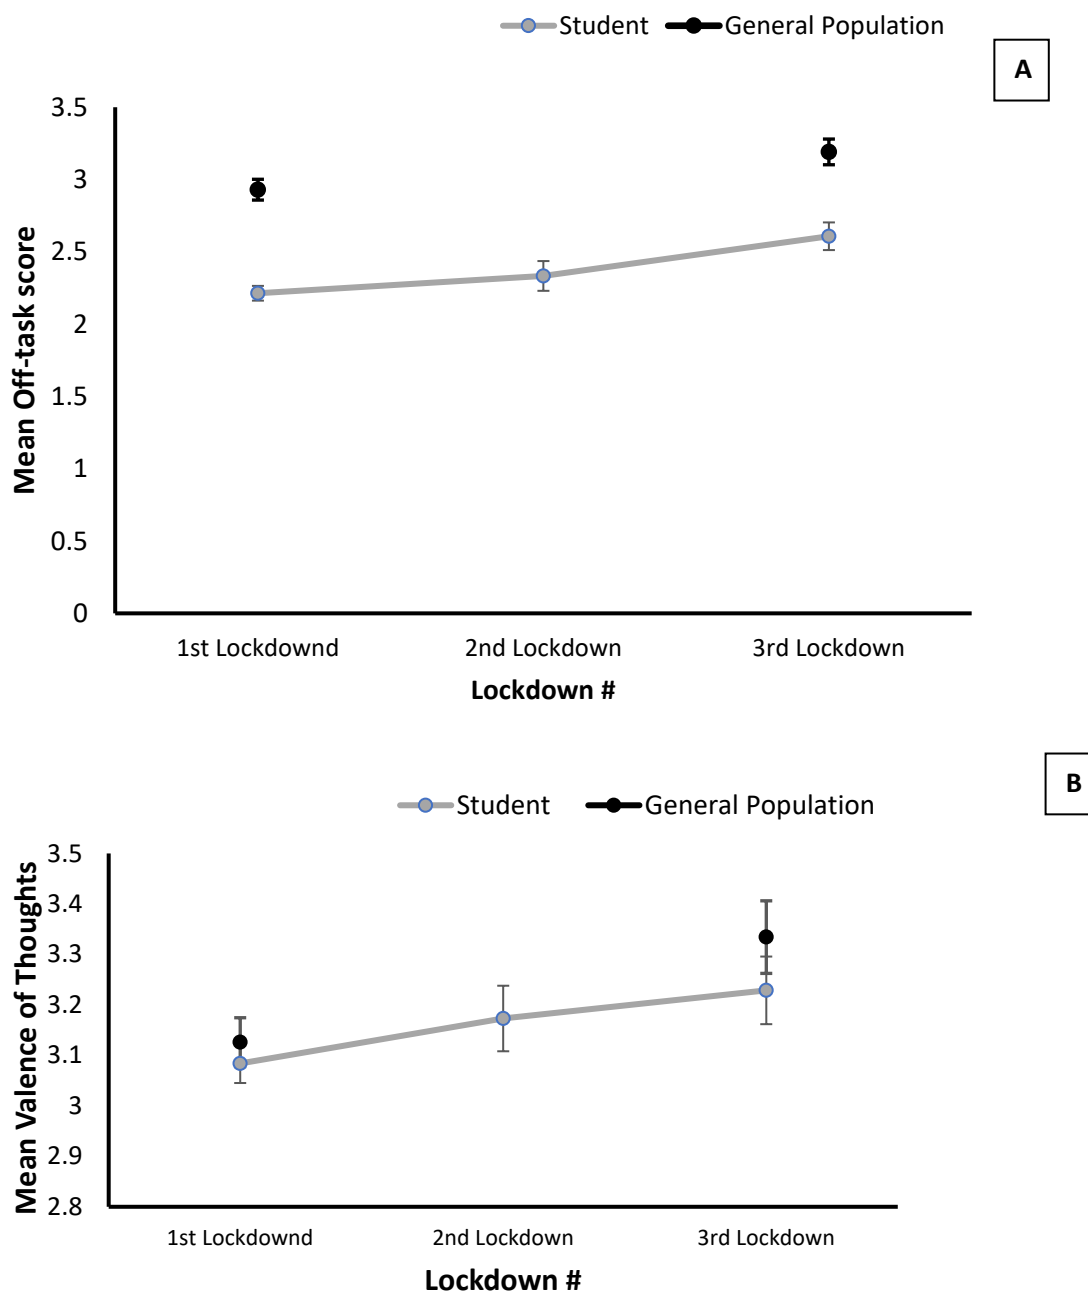 Student General Population
A
3.5
3
2.5
2
1.5
1
0.5
0
Mean Off-task score
1st Lockdownd 2nd Lockdown 3rd Lockdown
Lockdown #
B
Student General Population
3.5
3.4
3.3
3.2
3.1
3
2.9
2.8
Mean Valence of Thoughts
1st Lockdownd 2nd Lockdown 3rd Lockdown
Lockdown #